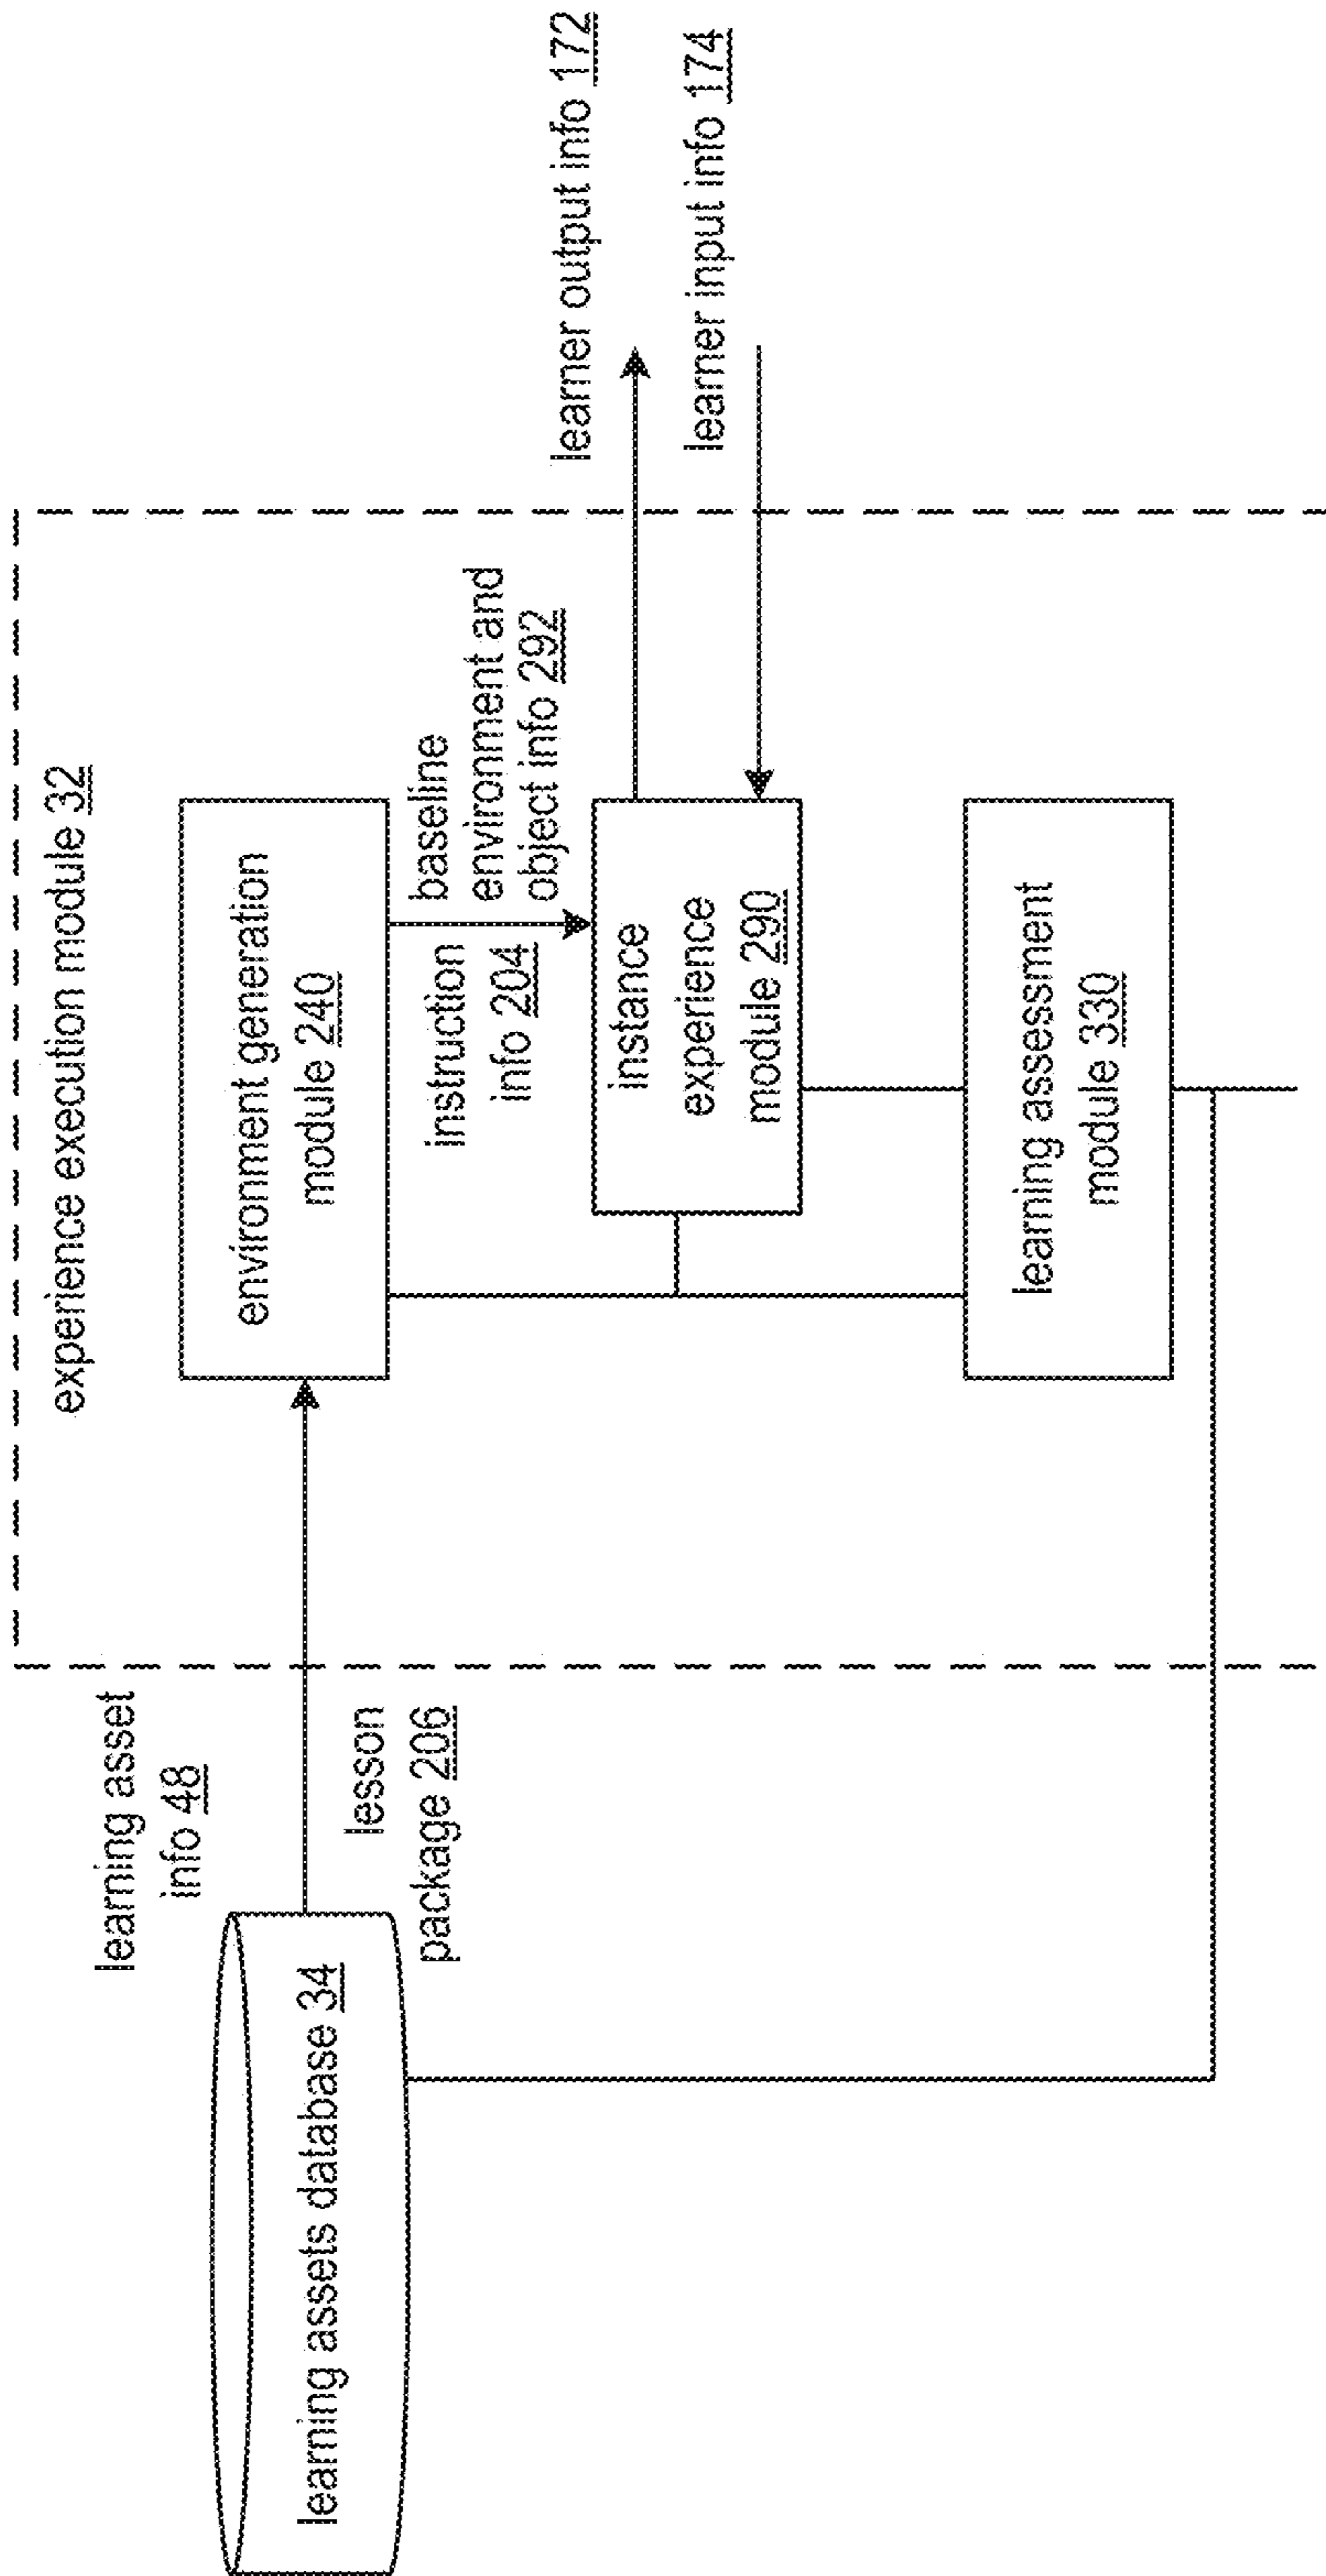 learning assets database 34
learning asset
info 48
lesson
package 206
experience execution module 32
environment generation
module 240
instruction
info 204
baseline
environment and
object info 292
instance
experience
module 290
learning assessment
module 330
learner output info 172
learner input info 174